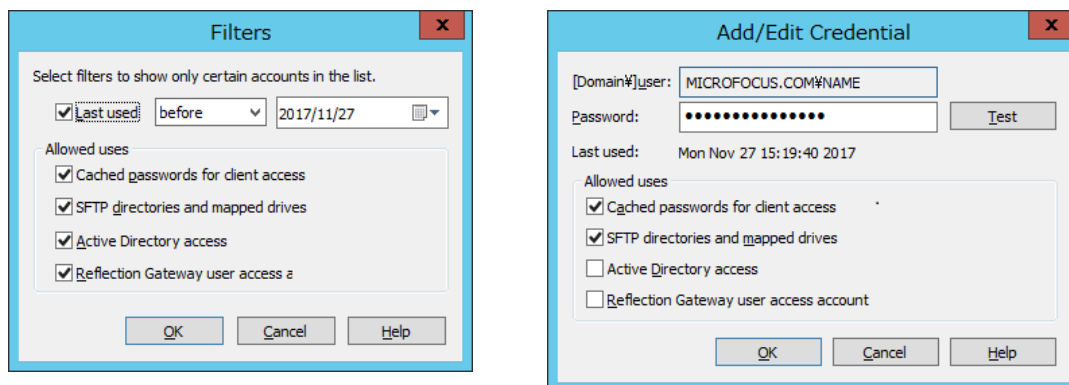 Filters
x
Select filters to show only certain accounts in the list.
Last used before 2017/11/27
Allowed uses
Cached passwords for client access
SFTP directories and mapped drives
Active Directory access
Reflection Gateway user access a
OK Cancel Help
Add/Edit Credential
x
[Domain¥]user: MICROFOCUS.COM¥NAME
Password: ●●●●●●●●●●●●●●● Test
Last used: Mon Nov 27 15:19:40 2017
Allowed uses
Cached passwords for client access
SFTP directories and mapped drives
Active Directory access
Reflection Gateway user access account
OK Cancel Help